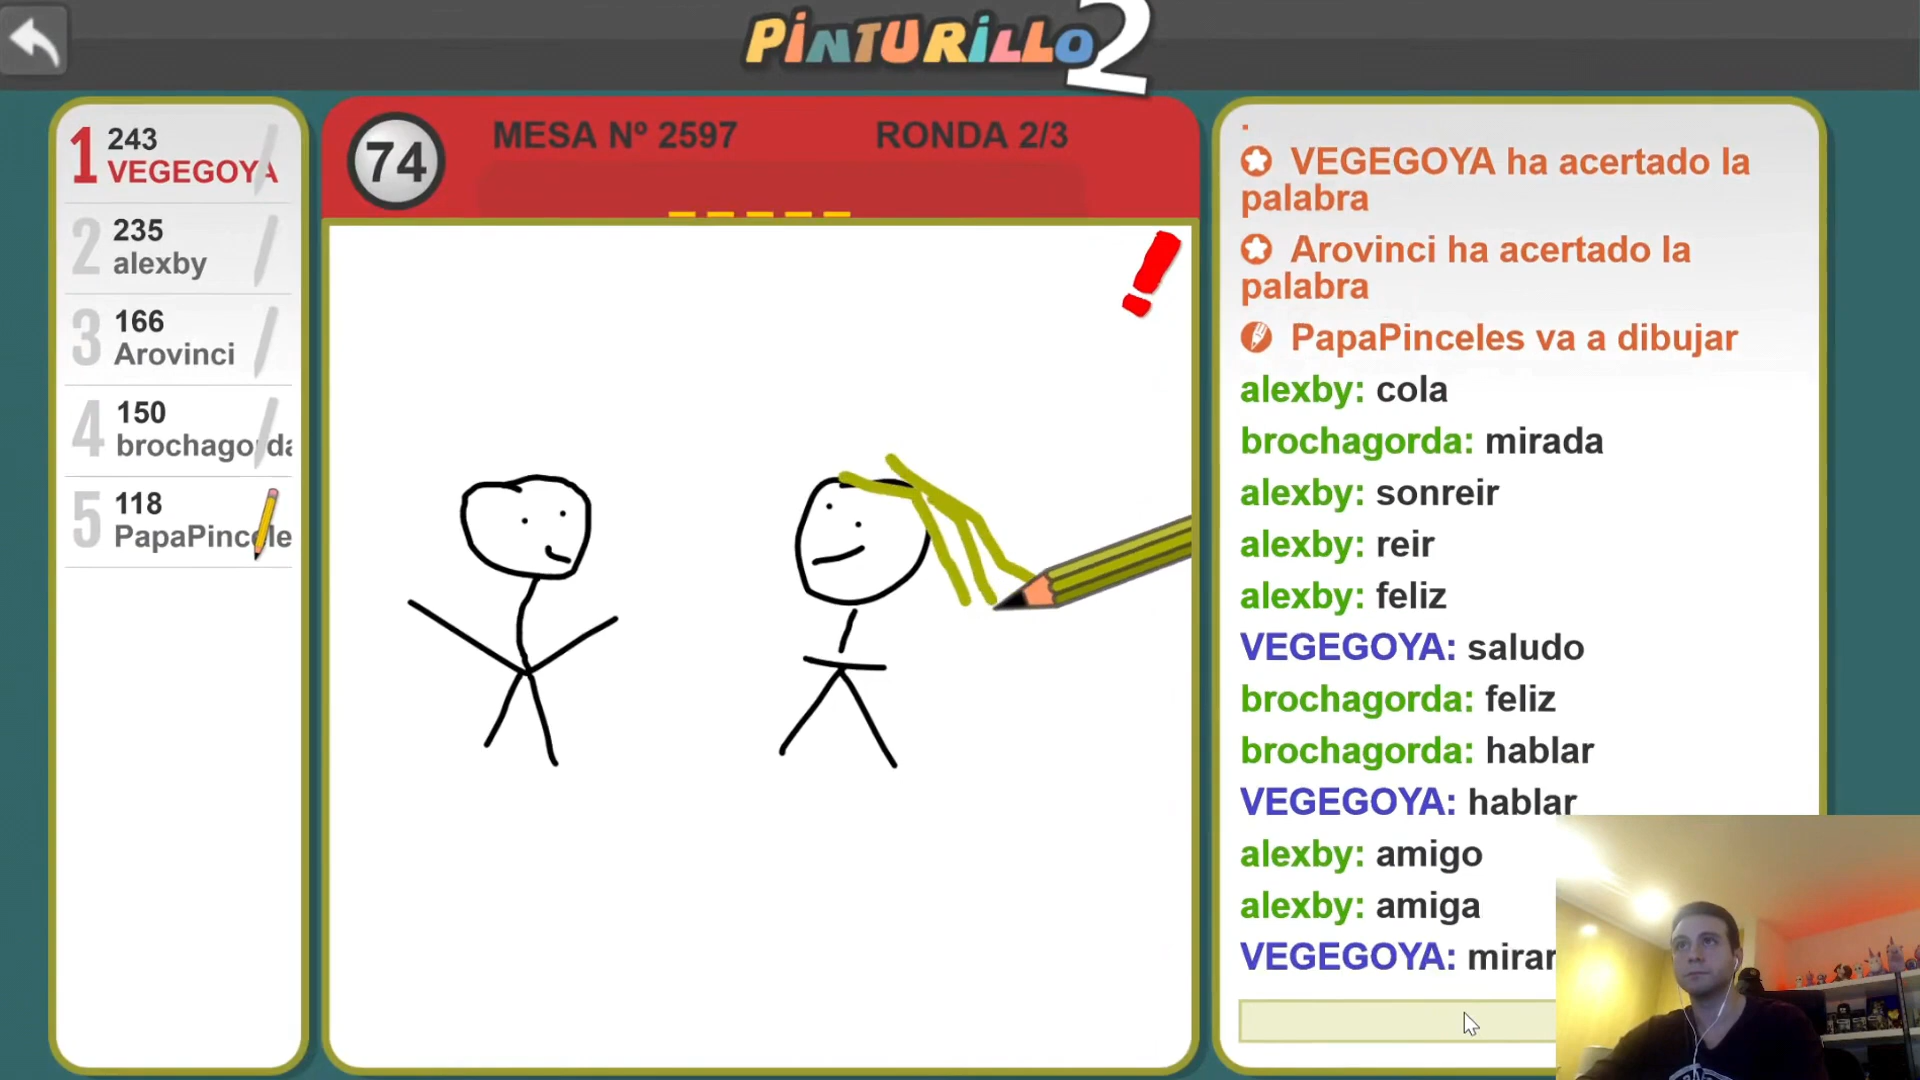 PiNTURiLLO 2
1 243
VEGEGOYA
2 235
alexby
3 166
Arovinci
4 150
brochagorda
5 118
PapaPincele
74
MESA Nº 2597
RONDA 2/3
VEGEGOYA ha acertado la
palabra
Arovinci ha acertado la
palabra
PapaPinceles va a dibujar
alexby: cola
brochagorda: mirada
alexby: sonreir
alexby: reir
alexby: feliz
VEGEGOYA: saludo
brochagorda: feliz
brochagorda: hablar
VEGEGOYA: hablar
alexby: amigo
alexby: amiga
VEGEGOYA: mirar